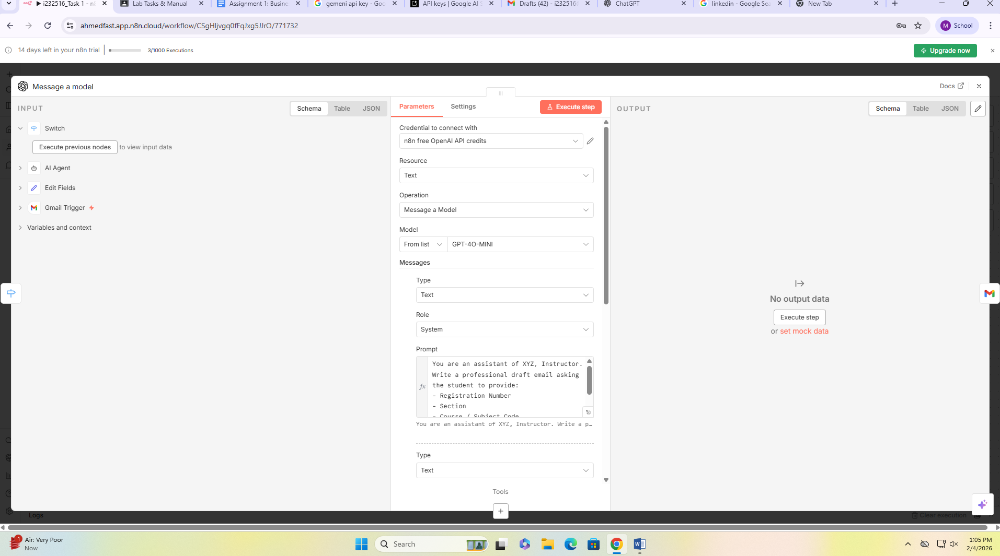 i232516_Task 1 - n8
Lab Tasks & Manual
Assignment 1: Busine
gemeni api key - Goo
API keys | Google AI S
Drafts (42) - i232516
ChatGPT
linkedin - Google Sea
New Tab
ahmedfast.app.n8n.cloud/workflow/CSgHljvgq0fFqJxg5JJrO/771732
M School
14 days left in your n8n trial
3/1000 Executions
Upgrade now
Message a model
Docs
INPUT
Schema Table JSON
Switch
Execute previous nodes to view input data
AI Agent
Edit Fields
Gmail Trigger
Variables and context
Parameters Settings
Execute step
Credential to connect with
n8n free OpenAI API credits
Resource
Text
Operation
Message a Model
Model
From list GPT-4O-MINI
Messages
Type
Text
Role
System
Prompt
fx
You are an assistant of XYZ, Instructor.
Write a professional draft email asking
the student to provide:
- Registration Number
- Section
- Course / Subject Code
You are an assistant of XYZ, Instructor. Write a p…
Type
Text
Tools
OUTPUT
Schema Table JSON
No output data
Execute step
or set mock data
Logs
Clear execution
1
Air: Very Poor
Now
Search
1:05 PM
2/4/2026